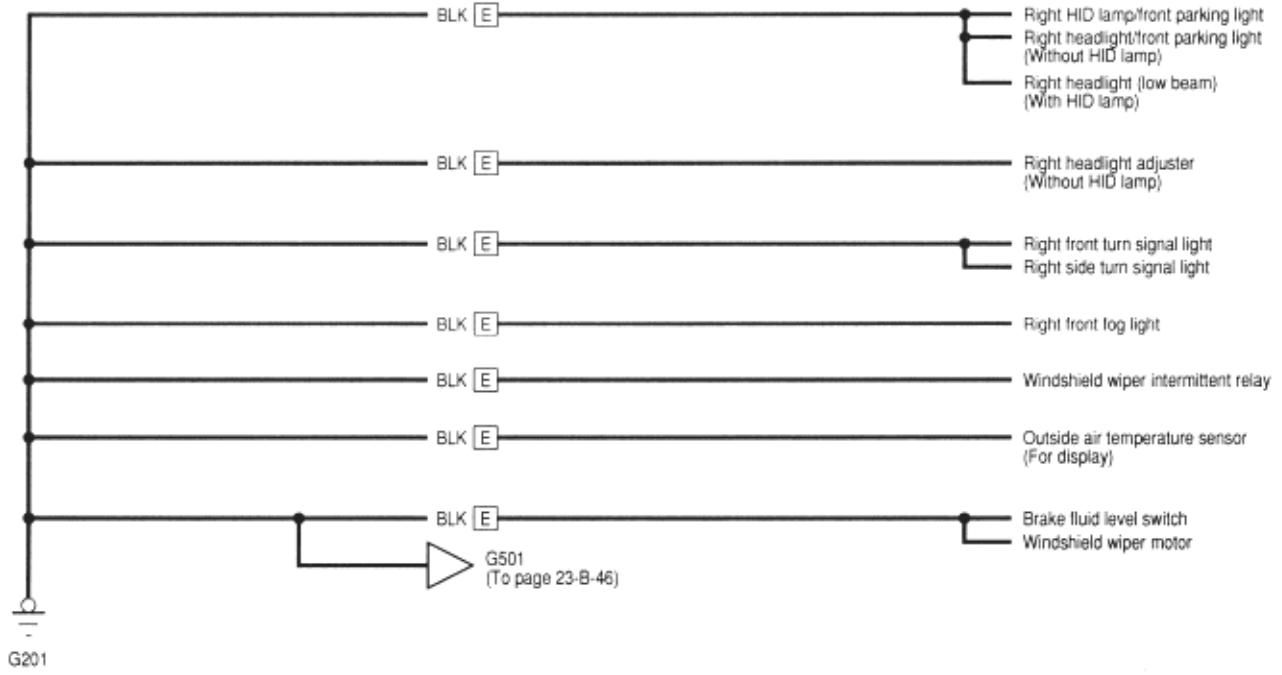 BLK E Right HID lamp/front parking light
Right headlight/front parking light
(Without HID lamp)
Right headlight (low beam)
(With HID lamp)
BLK E Right headlight adjuster
(Without HID lamp)
BLK E Right front turn signal light
Right side turn signal light
BLK E Right front fog light
BLK E Windshield wiper intermittent relay
BLK E Outside air temperature sensor
(For display)
BLK E Brake fluid level switch
Windshield wiper motor
G501
(To page 23-B-46)
G201